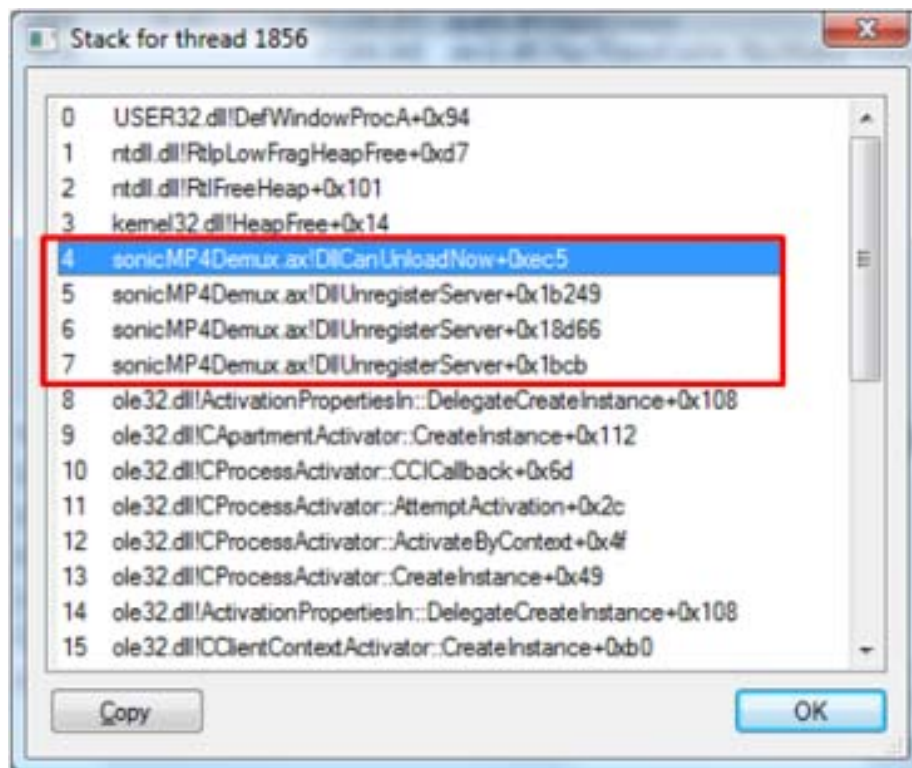 Stack for thread 1856
0 USER32.dll!DefWindowProcA+0x94
1 ntdll.dll!RtlpLowFragHeapFree+0xd7
2 ntdll.dll!RtlFreeHeap+0x101
3 kernel32.dll!HeapFree+0x14
4 sonicMP4Demux.ax!DllCanUnloadNow+0xec5
5 sonicMP4Demux.ax!DllUnregisterServer+0x1b249
6 sonicMP4Demux.ax!DllUnregisterServer+0x18d66
7 sonicMP4Demux.ax!DllUnregisterServer+0x1bcb
8 ole32.dll!ActivationPropertiesIn::DelegateCreateInstance+0x108
9 ole32.dll!CApartmentActivator::CreateInstance+0x112
10 ole32.dll!CProcessActivator::CCICallback+0x6d
11 ole32.dll!CProcessActivator::AttemptActivation+0x2c
12 ole32.dll!CProcessActivator::ActivateByContext+0x4f
13 ole32.dll!CProcessActivator::CreateInstance+0x49
14 ole32.dll!ActivationPropertiesIn::DelegateCreateInstance+0x108
15 ole32.dll!CClientContextActivator::CreateInstance+0xb0
Copy OK